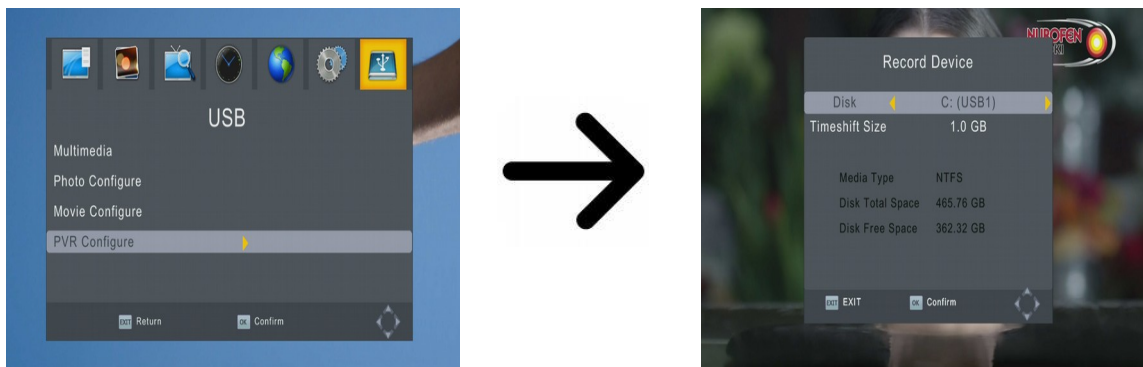 USB
Multimedia
Photo Configure
Movie Configure
PVR Configure
EXIT Return
OK Confirm
NUROFEN
Record Device
Disk C: (USB1)
Timeshift Size 1.0 GB
Media Type NTFS
Disk Total Space 465.76 GB
Disk Free Space 362.32 GB
EXIT EXIT
OK Confirm